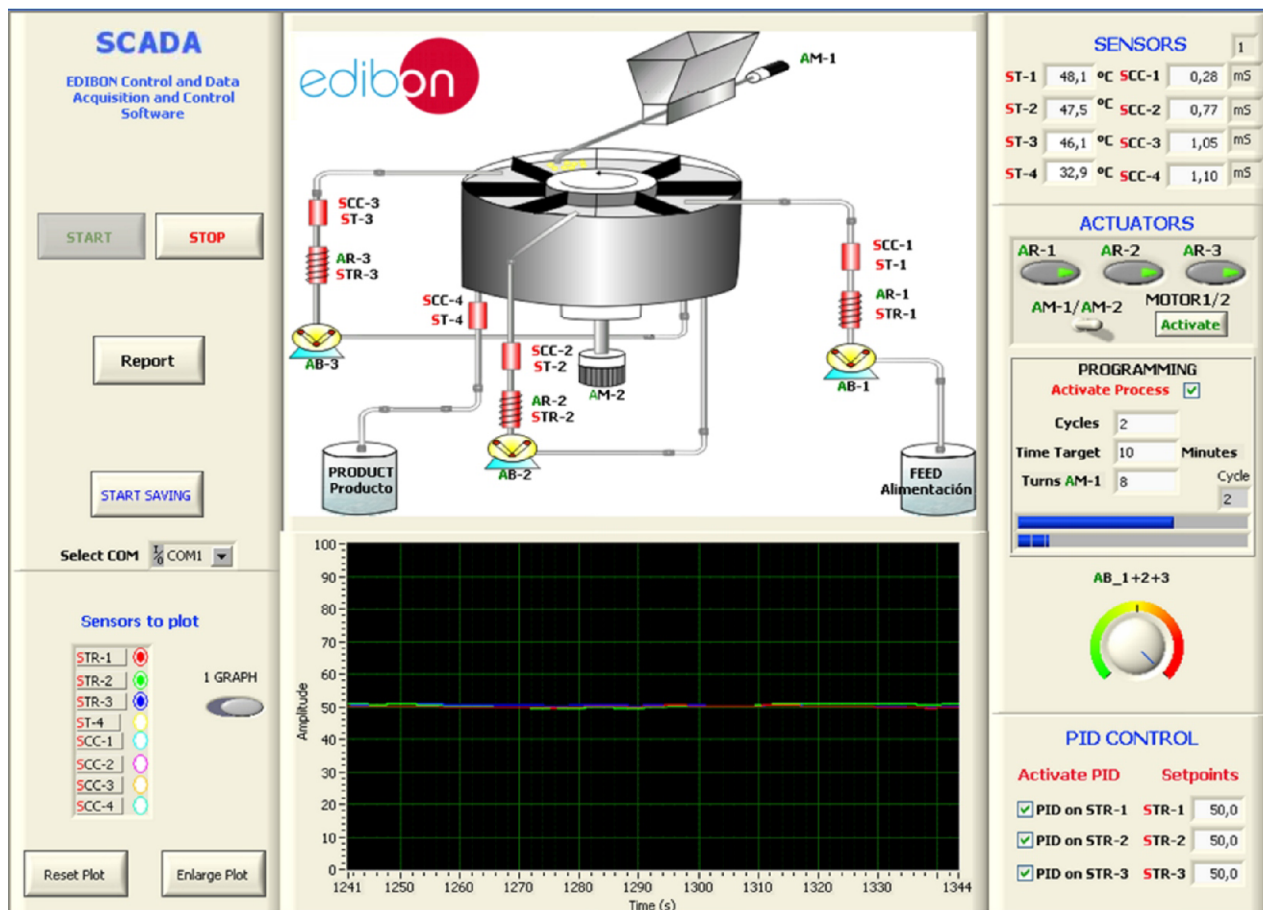 SCADA
EDIBON Control and Data
Acquisition and Control
Software
START
STOP
Report
START SAVING
Select COM
I/O COM1
Sensors to plot
STR-1
STR-2
STR-3
ST-4
SCC-1
SCC-2
SCC-3
SCC-4
1 GRAPH
Reset Plot
Enlarge Plot
edibon
AM-1
SCC-3
ST-3
AR-3
STR-3
AB-3
SCC-4
ST-4
SCC-2
ST-2
AR-2
STR-2
AB-2
AM-2
SCC-1
ST-1
AR-1
STR-1
AB-1
PRODUCT
Producto
FEED
Alimentación
Amplitude
100
90
80
70
60
50
40
30
20
10
0
1241 1250 1260 1270 1280 1290 1300 1310 1320 1330 1344
Time (s)
SENSORS
1
ST-1 48,1 ºC SCC-1 0,28 mS
ST-2 47,5 ºC SCC-2 0,77 mS
ST-3 46,1 ºC SCC-3 1,05 mS
ST-4 32,9 ºC SCC-4 1,10 mS
ACTUATORS
AR-1 AR-2 AR-3
AM-1/AM-2
MOTOR1/2
Activate
PROGRAMMING
Activate Process
Cycles 2
Time Target 10 Minutes
Turns AM-1 8
Cycle
2
AB_1+2+3
PID CONTROL
Activate PID Setpoints
PID on STR-1 STR-1 50,0
PID on STR-2 STR-2 50,0
PID on STR-3 STR-3 50,0